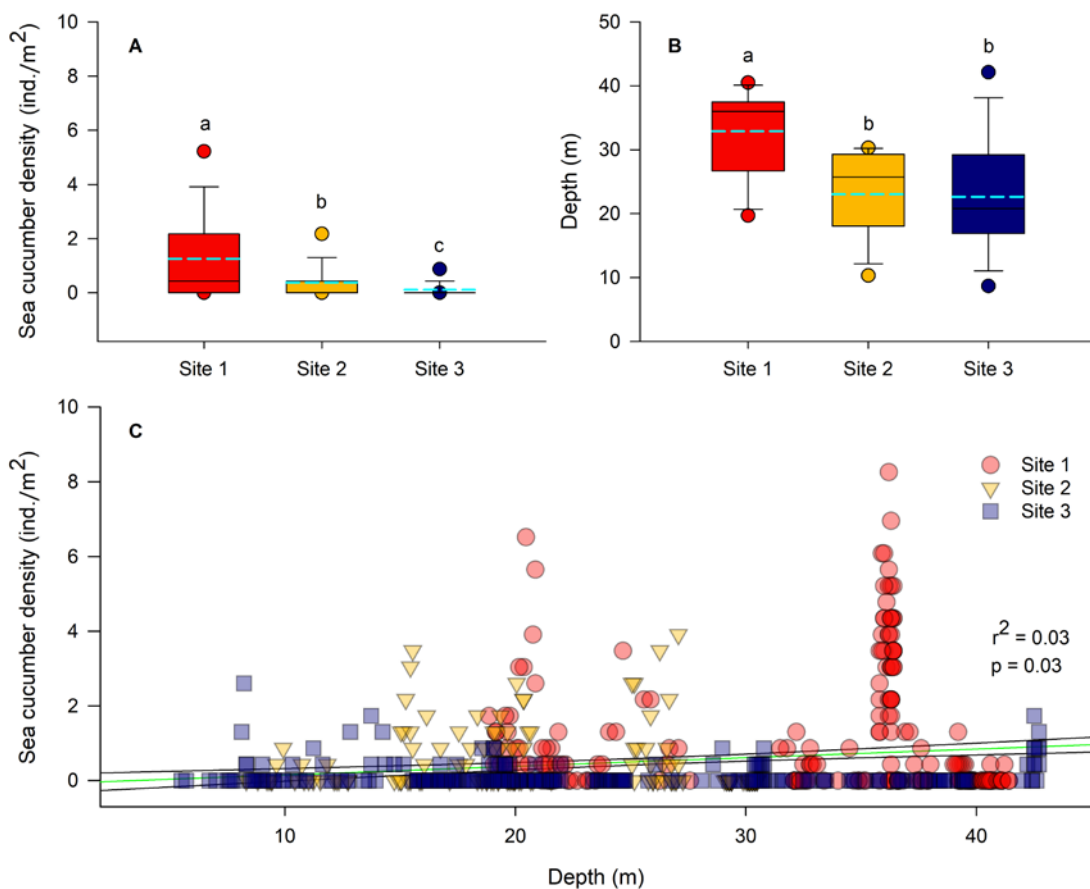 A
Sea cucumber density (ind./m²)
10
8
6
4
2
0
a
b
c
Site 1
Site 2
Site 3
B
Depth (m)
50
40
30
20
10
0
a
b
b
Site 1
Site 2
Site 3
C
Sea cucumber density (ind./m²)
10
8
6
4
2
0
Site 1
Site 2
Site 3
r² = 0.03
p = 0.03
10
20
30
40
Depth (m)